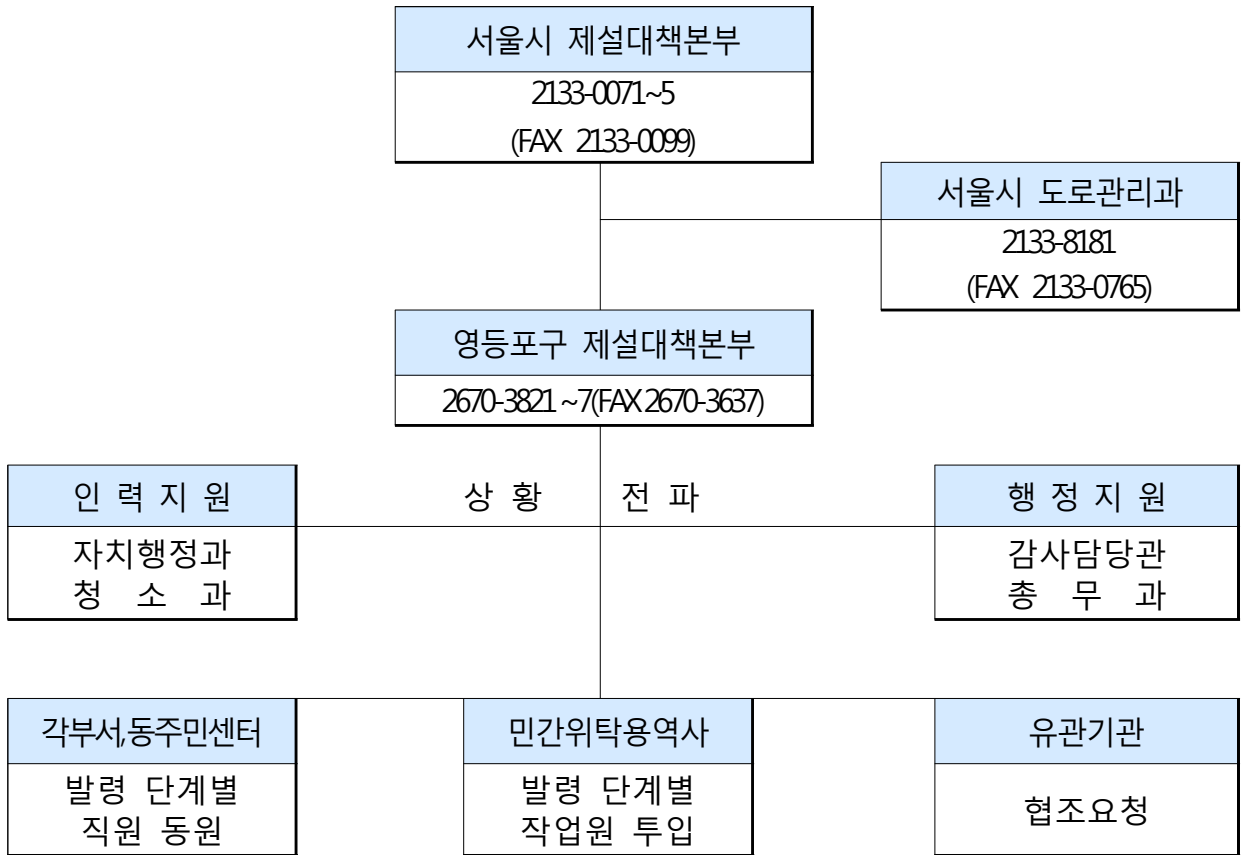 서울시 제설대책본부
2133-0071~5
(FAX 2133-0099)
서울시 도로관리과
2133-8181
(FAX 2133-0765)
영등포구 제설대책본부
2670-3821 ~7(FAX 2670-3637)
인 력 지 원
상 황 전 파
행 정 지 원
자치행정과
청 소 과
감사담당관
총 무 과
각부서,동주민센터
민간위탁용역사
유관기관
발령 단계별
직원 동원
발령 단계별
작업원 투입
협조요청